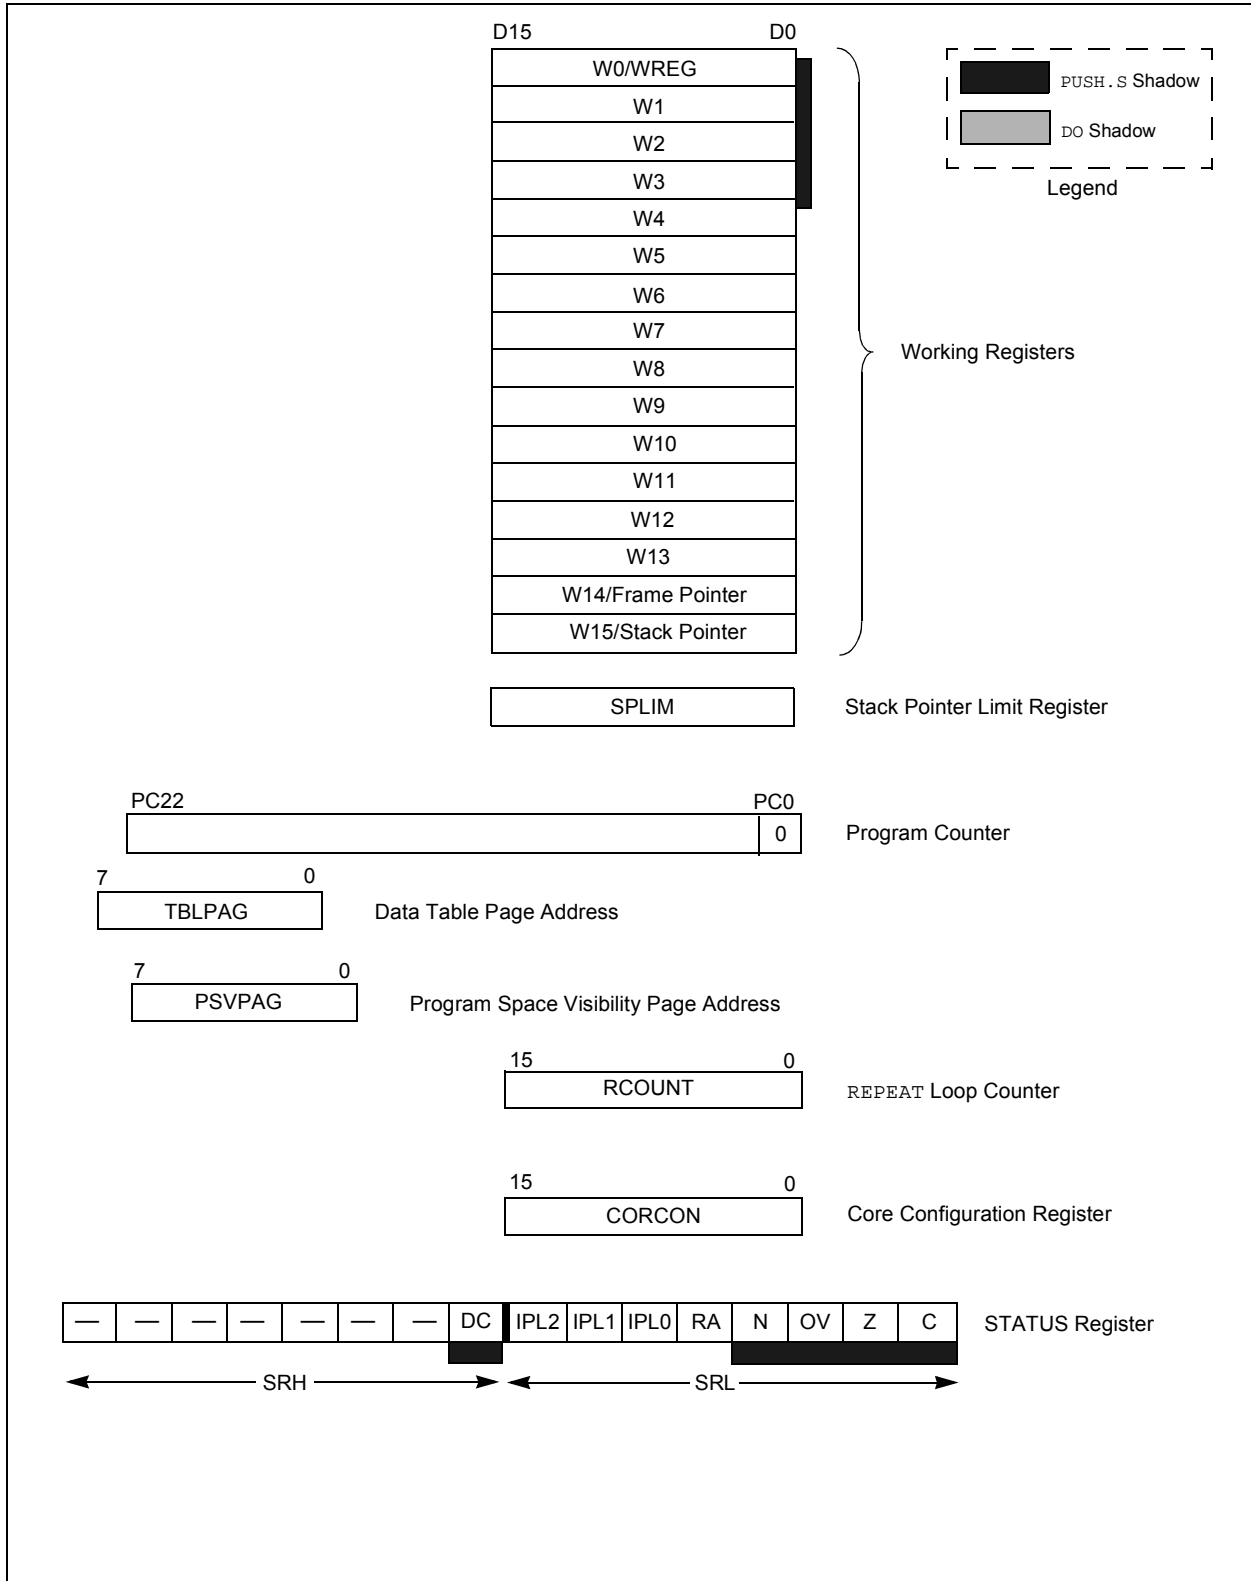 D15 D0
W0/WREG
W1
W2
W3
W4
W5
W6
W7
W8
W9
W10
W11
W12
W13
W14/Frame Pointer
W15/Stack Pointer
PUSH.S Shadow
DO Shadow
Legend
Working Registers
SPLIM Stack Pointer Limit Register
PC22 PC0
0 Program Counter
7 0
TBLPAG Data Table Page Address
7 0
PSVPAG Program Space Visibility Page Address
15 0
RCOUNT REPEAT Loop Counter
15 0
CORCON Core Configuration Register
— — — — — — — DC IPL2 IPL1 IPL0 RA N OV Z C STATUS Register
SRH SRL